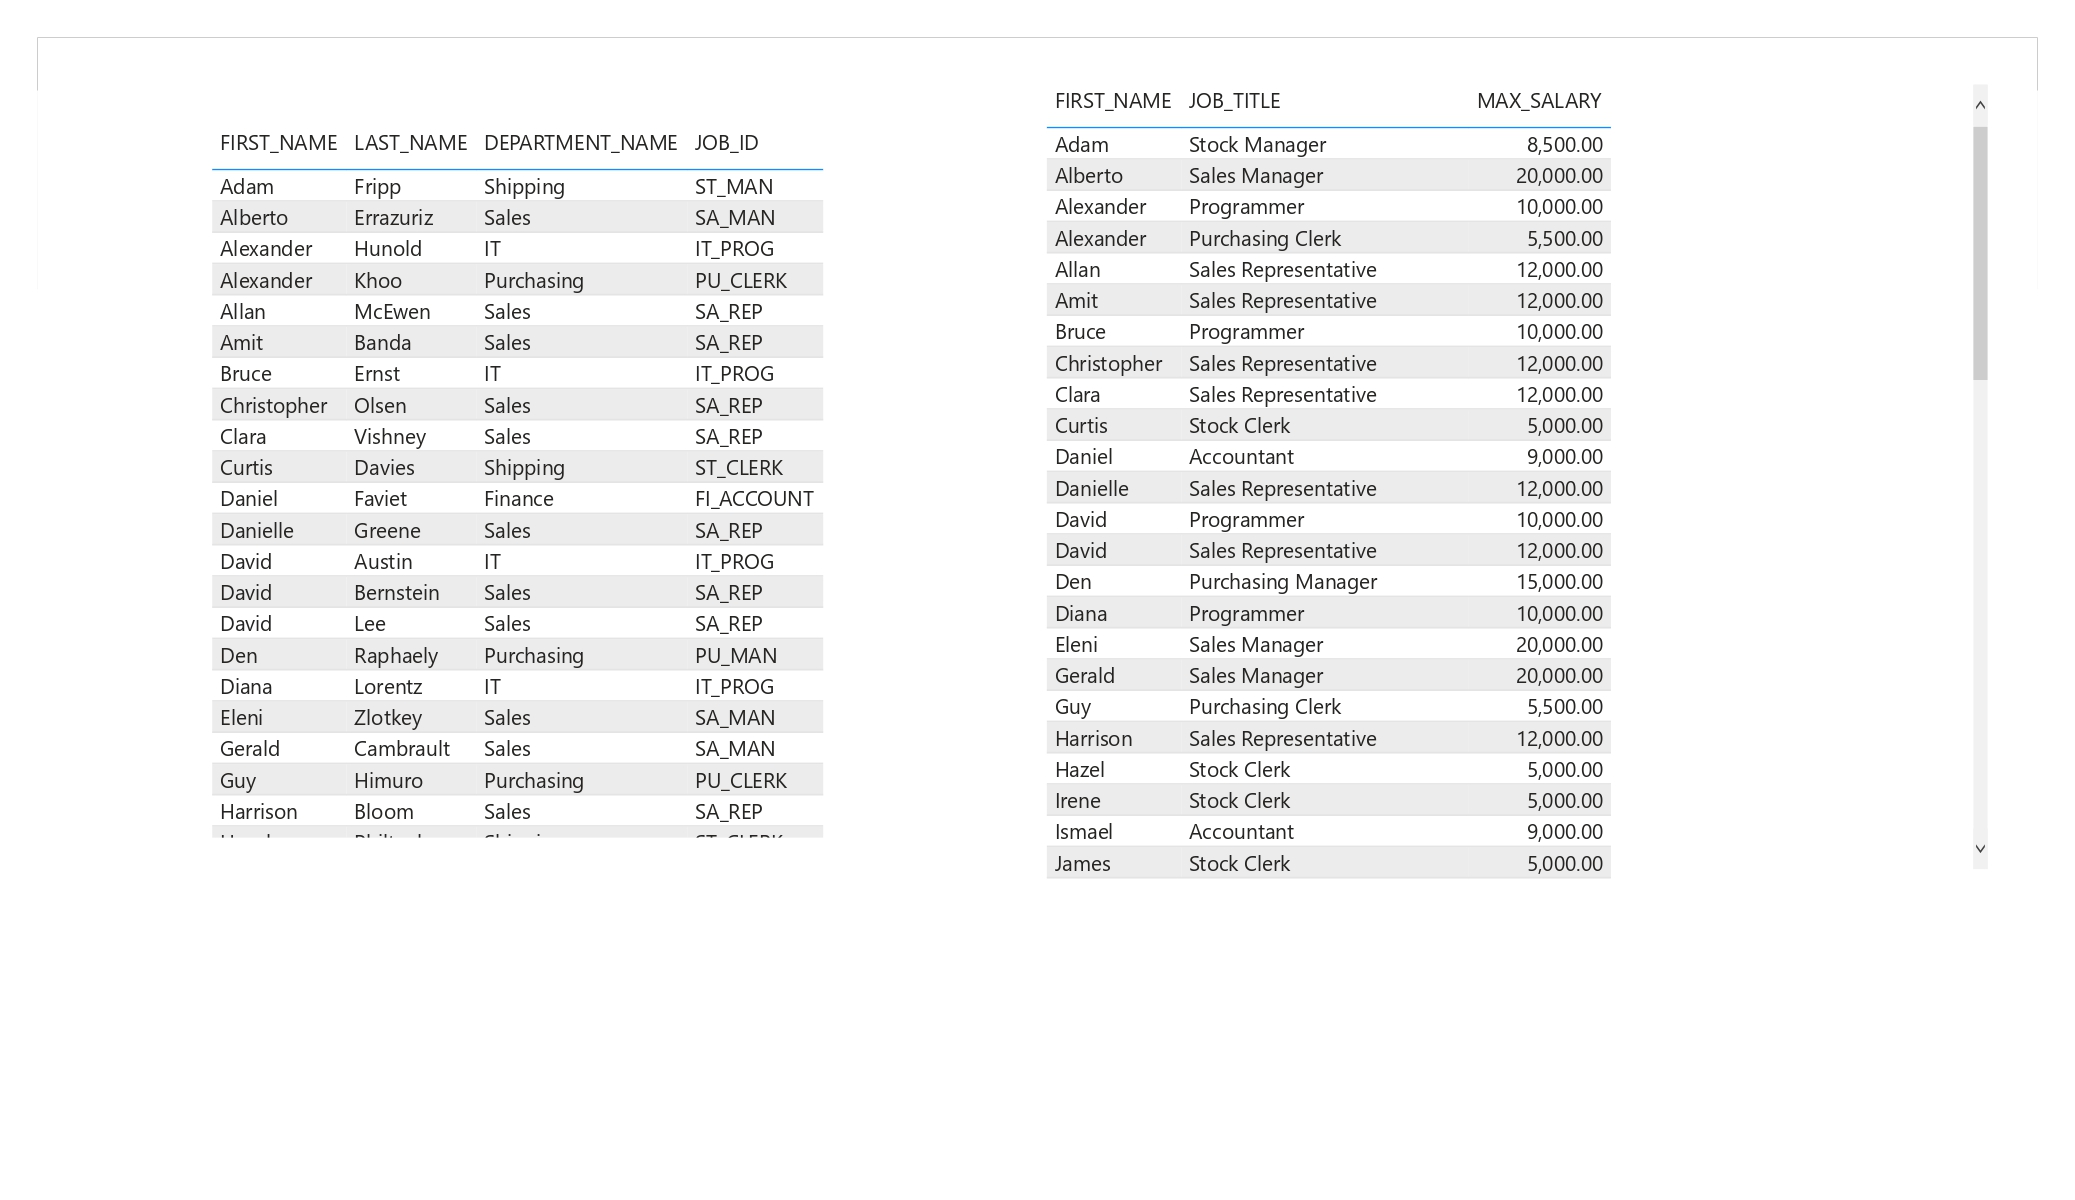 FIRST_NAME LAST_NAME DEPARTMENT_NAME JOB_ID
Adam Fripp Shipping ST_MAN
Alberto Errazuriz Sales SA_MAN
Alexander Hunold IT IT_PROG
Alexander Khoo Purchasing PU_CLERK
Allan McEwen Sales SA_REP
Amit Banda Sales SA_REP
Bruce Ernst IT IT_PROG
Christopher Olsen Sales SA_REP
Clara Vishney Sales SA_REP
Curtis Davies Shipping ST_CLERK
Daniel Faviet Finance FI_ACCOUNT
Danielle Greene Sales SA_REP
David Austin IT IT_PROG
David Bernstein Sales SA_REP
David Lee Sales SA_REP
Den Raphaely Purchasing PU_MAN
Diana Lorentz IT IT_PROG
Eleni Zlotkey Sales SA_MAN
Gerald Cambrault Sales SA_MAN
Guy Himuro Purchasing PU_CLERK
Harrison Bloom Sales SA_REP
FIRST_NAME JOB_TITLE MAX_SALARY
Adam Stock Manager 8,500.00
Alberto Sales Manager 20,000.00
Alexander Programmer 10,000.00
Alexander Purchasing Clerk 5,500.00
Allan Sales Representative 12,000.00
Amit Sales Representative 12,000.00
Bruce Programmer 10,000.00
Christopher Sales Representative 12,000.00
Clara Sales Representative 12,000.00
Curtis Stock Clerk 5,000.00
Daniel Accountant 9,000.00
Danielle Sales Representative 12,000.00
David Programmer 10,000.00
David Sales Representative 12,000.00
Den Purchasing Manager 15,000.00
Diana Programmer 10,000.00
Eleni Sales Manager 20,000.00
Gerald Sales Manager 20,000.00
Guy Purchasing Clerk 5,500.00
Harrison Sales Representative 12,000.00
Hazel Stock Clerk 5,000.00
Irene Stock Clerk 5,000.00
Ismael Accountant 9,000.00
James Stock Clerk 5,000.00